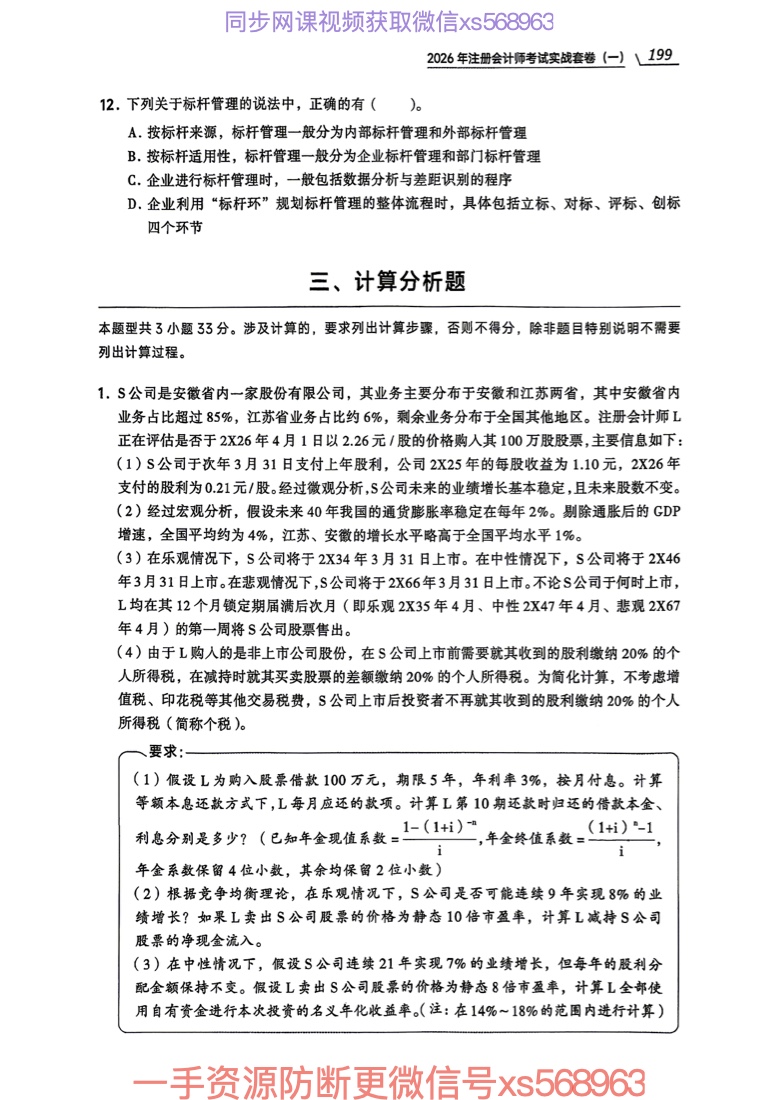 同步网课视频获取微信xs568963
2026年注册会计师考试实战套卷（一） 199
12. 下列关于标杆管理的说法中，正确的有（　　）。
A. 按标杆来源，标杆管理一般分为内部标杆管理和外部标杆管理
B. 按标杆适用性，标杆管理一般分为企业标杆管理和部门标杆管理
C. 企业进行标杆管理时，一般包括数据分析与差距识别的程序
D. 企业利用“标杆环”规划标杆管理的整体流程时，具体包括立标、对标、评标、创标
四个环节
三、计算分析题
本题型共3小题33分。涉及计算的，要求列出计算步骤，否则不得分，除非题目特别说明不需要
列出计算过程。
1. S公司是安徽省内一家股份有限公司，其业务主要分布于安徽和江苏两省，其中安徽省内
业务占比超过85%，江苏省业务占比约6%，剩余业务分布于全国其他地区。注册会计师L
正在评估是否于2X26年4月1日以2.26元/股的价格购入其100万股股票，主要信息如下：
（1）S公司于次年3月31日支付上年股利，公司2X25年的每股收益为1.10元，2X26年
支付的股利为0.21元/股。经过微观分析，S公司未来的业绩增长基本稳定，且未来股数不变。
（2）经过宏观分析，假设未来40年我国的通货膨胀率稳定在每年2%。剔除通胀后的GDP
增速，全国平均约为4%，江苏、安徽的增长水平略高于全国平均水平1%。
（3）在乐观情况下，S公司将于2X34年3月31日上市。在中性情况下，S公司将于2X46
年3月31日上市。在悲观情况下，S公司将于2X66年3月31日上市。不论S公司于何时上市，
L均在其12个月锁定期届满后次月（即乐观2X35年4月、中性2X47年4月、悲观2X67
年4月）的第一周将S公司股票售出。
（4）由于L购入的是非上市公司股份，在S公司上市前需要就其收到的股利缴纳20%的个
人所得税，在减持时就其买卖股票的差额缴纳20%的个人所得税。为简化计算，不考虑增
值税、印花税等其他交易税费，S公司上市后投资者不再就其收到的股利缴纳20%的个人
所得税（简称个税）。
要求：
（1）假设L为购入股票借款100万元，期限5年，年利率3%，按月付息。计算
等额本息还款方式下，L每月应还的款项。计算L第10期还款时归还的借款本金、
利息分别是多少？（已知年金现值系数=\frac{1-(1+i)^{-n}}{i}，年金终值系数=\frac{(1+i)^{n}-1}{i}，
年金系数保留4位小数，其余均保留2位小数）
（2）根据竞争均衡理论，在乐观情况下，S公司是否可能连续9年实现8%的业
绩增长？如果L卖出S公司股票的价格为静态10倍市盈率，计算L减持S公司
股票的净现金流入。
（3）在中性情况下，假设S公司连续21年实现7%的业绩增长，但每年的股利分
配金额保持不变。假设L卖出S公司股票的价格为静态8倍市盈率，计算L全部使
用自有资金进行本次投资的名义年化收益率。（注：在14%~18%的范围内进行计算）
一手资源防断更微信号xs568963